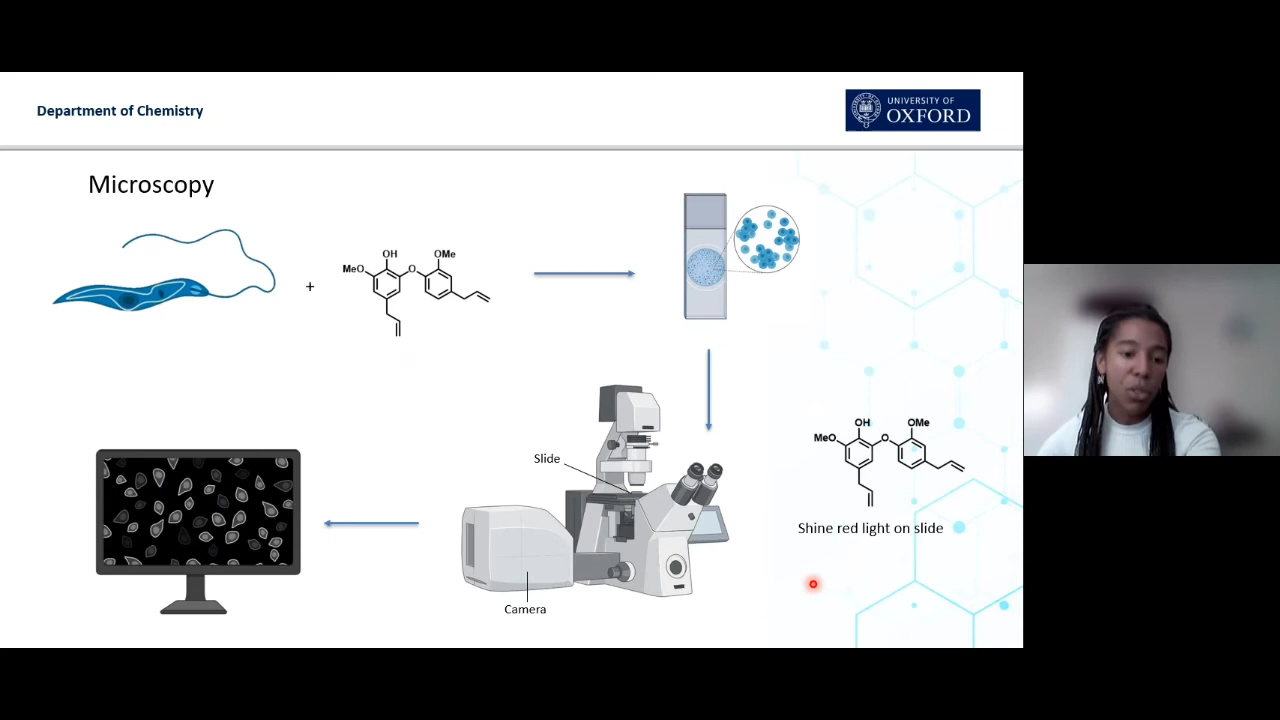 Department of Chemistry
UNIVERSITY OF
OXFORD
Microscopy
OH
OMe
MeO
O
+
Slide
OH
OMe
MeO
O
Shine red light on slide
Camera